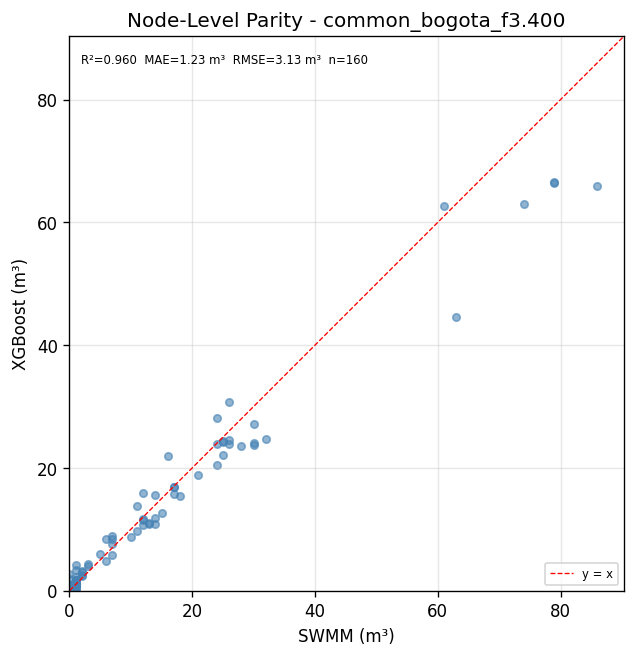 Node-Level Parity - common_bogota_f3.400
R²=0.960 MAE=1.23 m³ RMSE=3.13 m³ n=160
80
60
40
20
0
XGBoost (m³)
0 20 40 60 80
SWMM (m³)
y = x